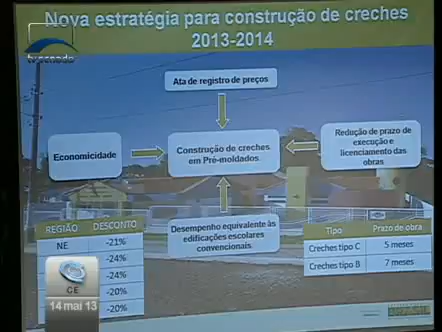 Nova estratégia para construção de creches
2013-2014
tv senado
Ata de registro de preços
Economicidade
Construção de creches
em Pré-moldados
Redução de prazo de
execução e
licenciamento das
obras
Desempenho equivalente às
edificações escolares
convencionais
REGIÃO DESCONTO
NE -21%
-24%
-24%
-20%
-20%
Tipo Prazo de obra
Creches tipo C 5 meses
Creches tipo B 7 meses
CE
14 mai 13
BRASIL